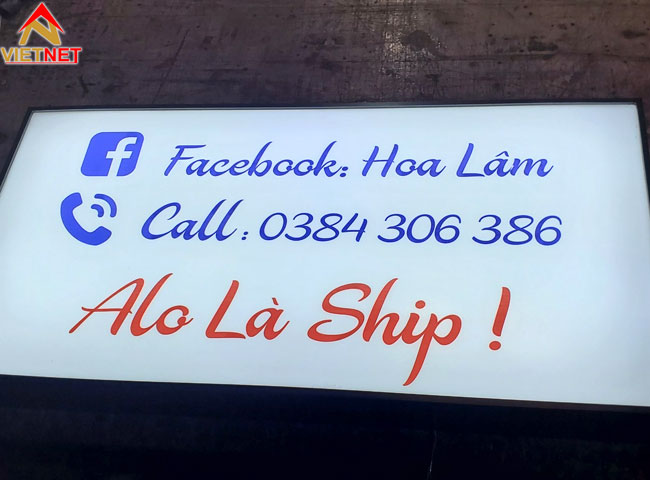 VIETNET
Facebook: Hoa Lâm
Call: 0384 306 386
Alo Là Ship !